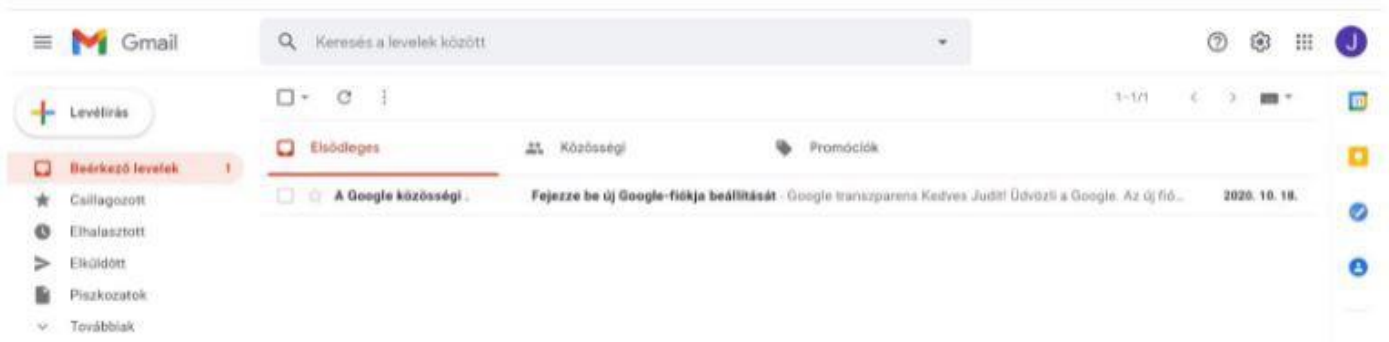 Gmail
Keresés a levelek között
J
Levélírás
1-1/1
Elsődleges
Közösségi
Promóciók
Beérkező levelek 1
A Google közösségi . Fejezze be új Google-fiókja beállítását - Google transzparens Kedves Judit! Üdvözli a Google. Az új fió... 2020. 10. 18.
Csillagozott
Elhalasztott
Elküldött
Piszkozatok
Továbbiak